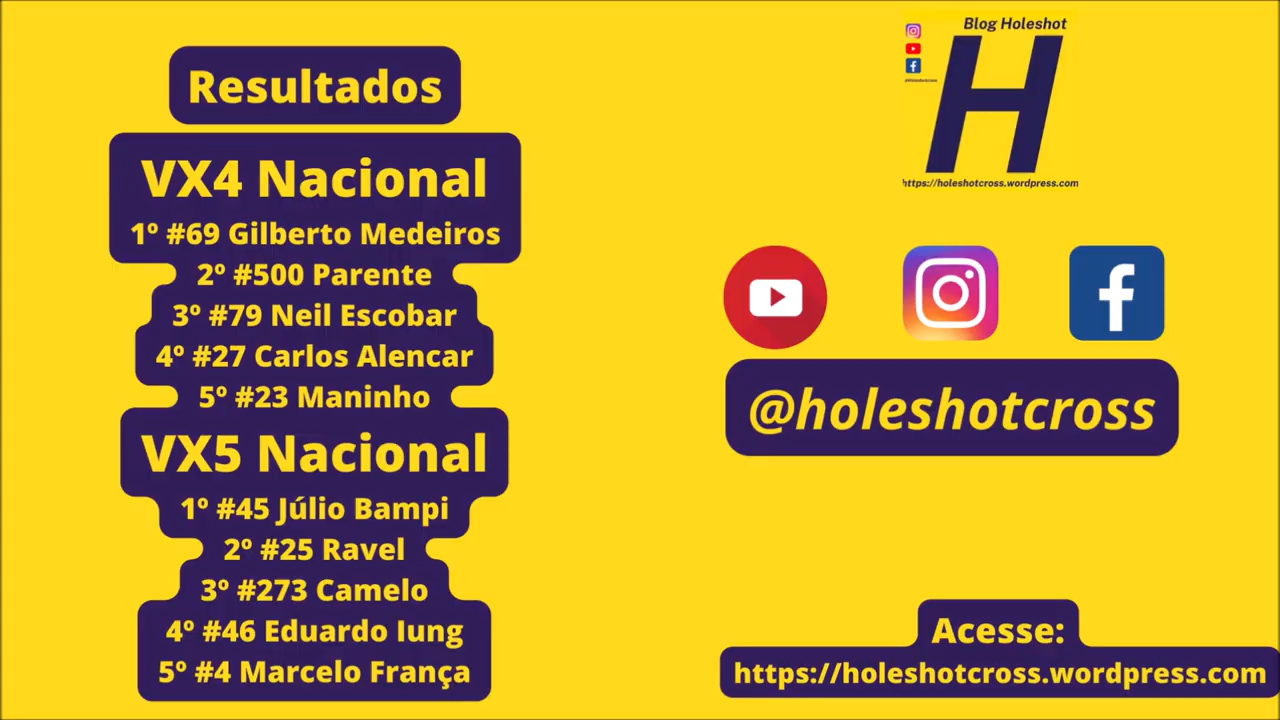 Resultados
VX4 Nacional
1º #69 Gilberto Medeiros
2º #500 Parente
3º #79 Neil Escobar
4º #27 Carlos Alencar
5º #23 Maninho
VX5 Nacional
1º #45 Júlio Bampi
2º #25 Ravel
3º #273 Camelo
4º #46 Eduardo Iung
5º #4 Marcelo França
Blog Holeshot
H
https://holeshotcross.wordpress.com
@holeshotcross
Acesse:
https://holeshotcross.wordpress.com